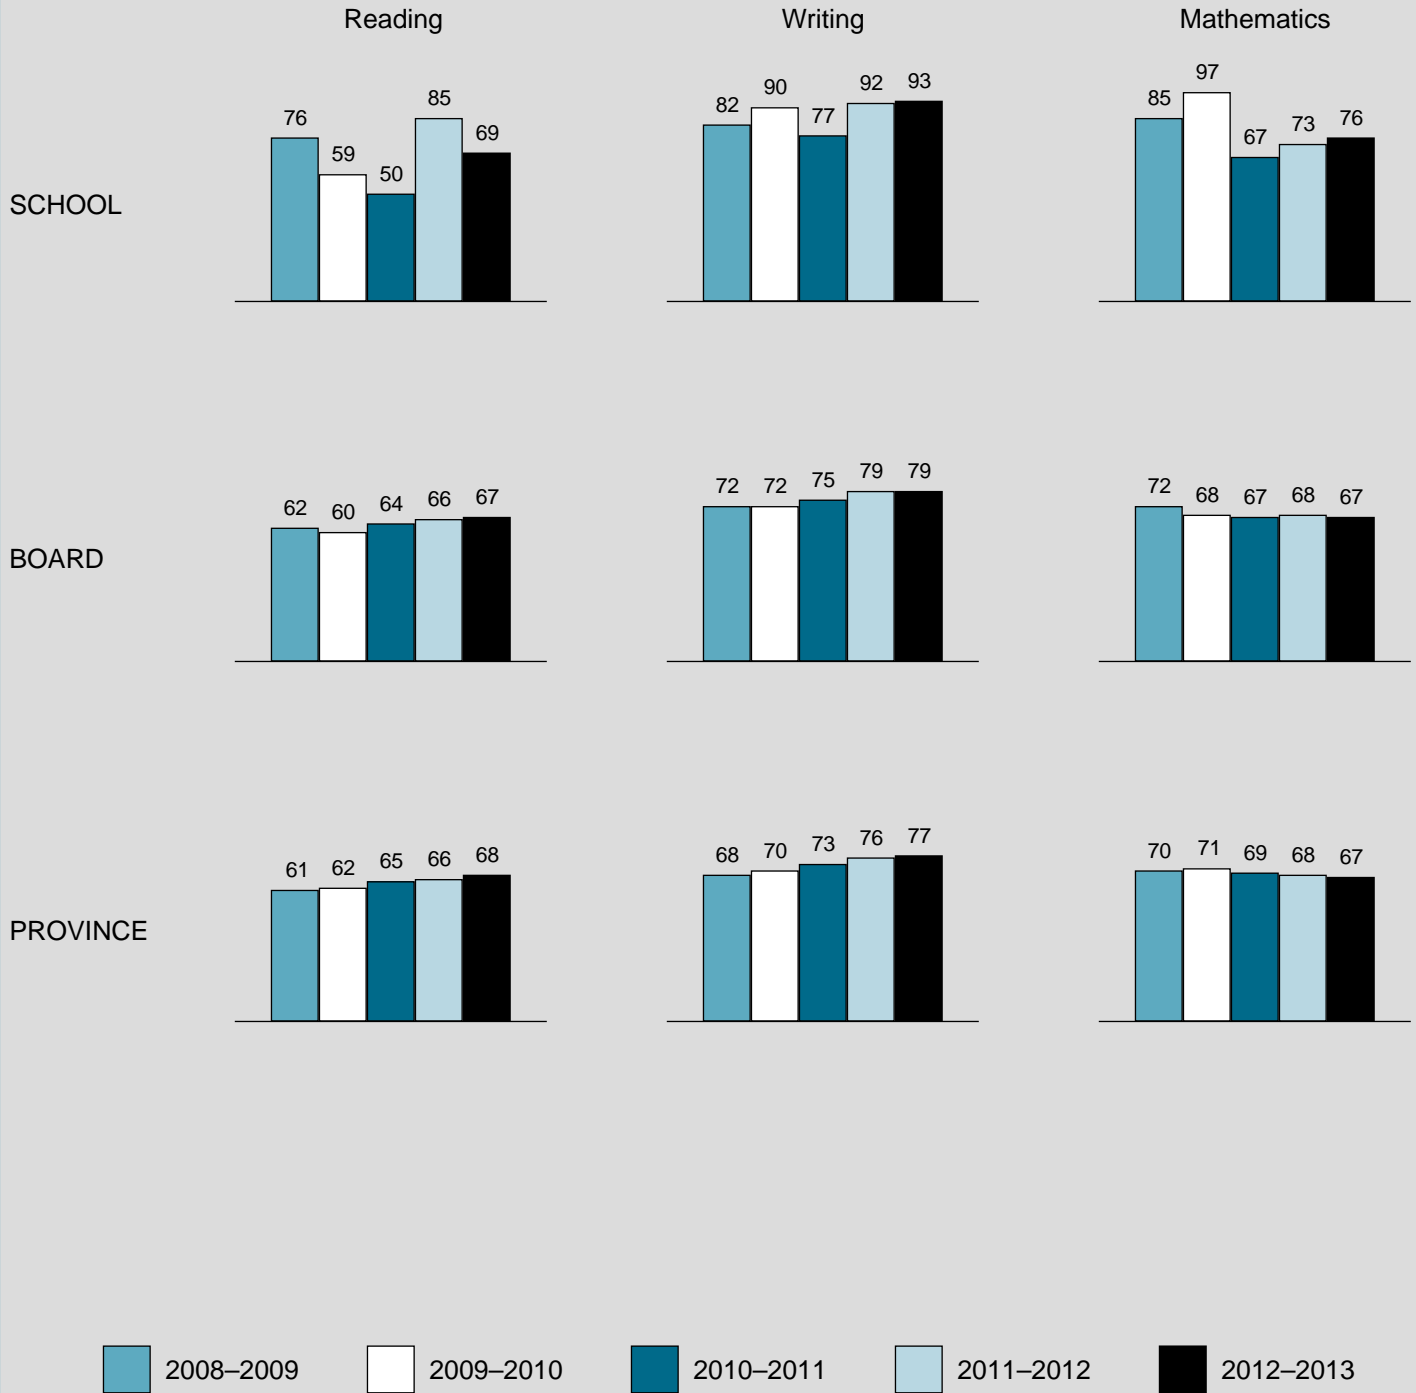 Reading Writing Mathematics
SCHOOL
76 59 50 85 69
82 90 77 92 93
85 97 67 73 76
BOARD
62 60 64 66 67
72 72 75 79 79
72 68 67 68 67
PROVINCE
61 62 65 66 68
68 70 73 76 77
70 71 69 68 67
2008–2009 2009–2010 2010–2011 2011–2012 2012–2013